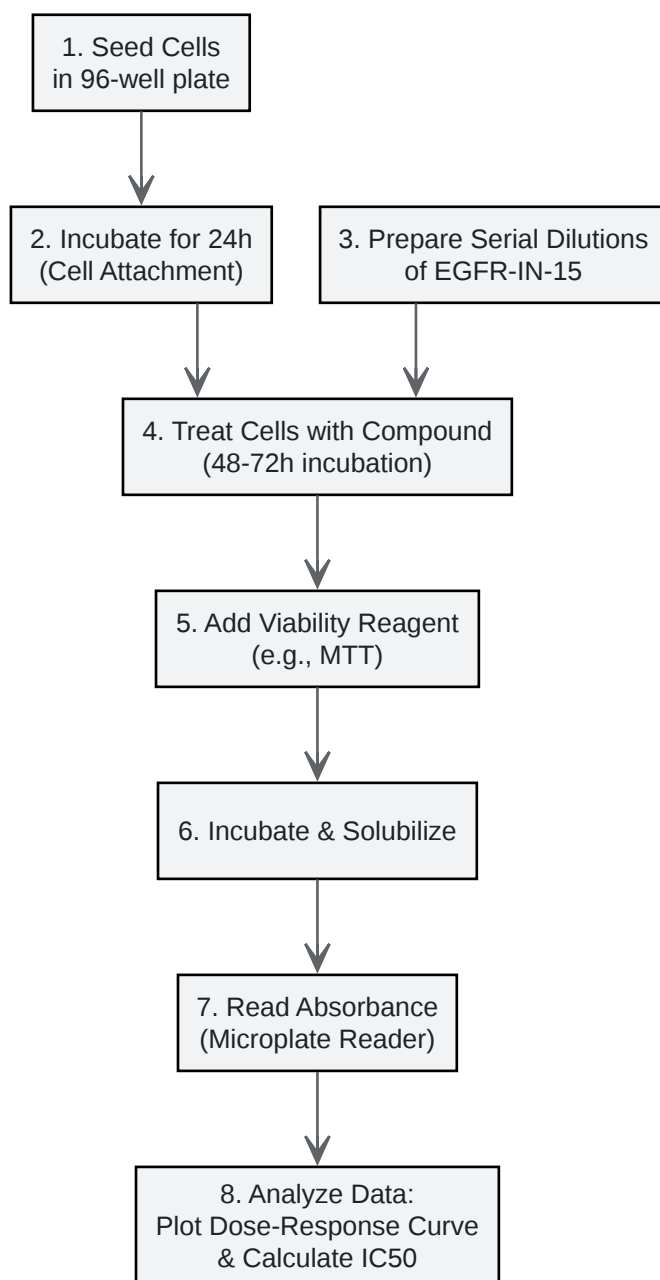 1. Seed Cells
in 96-well plate
2. Incubate for 24h
(Cell Attachment)
3. Prepare Serial Dilutions
of EGFR-IN-15
4. Treat Cells with Compound
(48-72h incubation)
5. Add Viability Reagent
(e.g., MTT)
6. Incubate & Solubilize
7. Read Absorbance
(Microplate Reader)
8. Analyze Data:
Plot Dose-Response Curve
& Calculate IC50